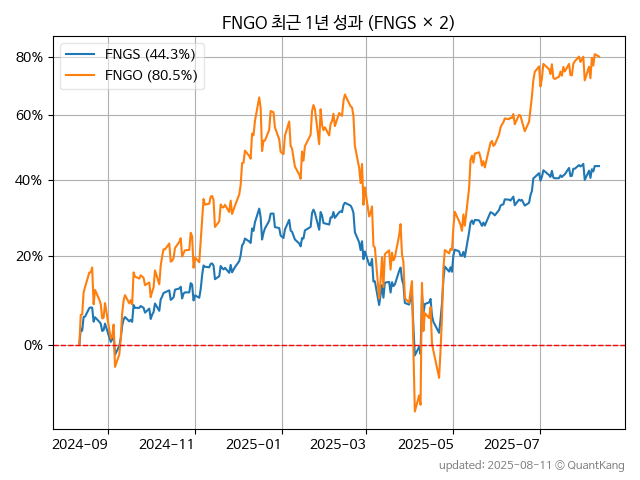 FNGO 최근 1년 성과 (FNGS × 2)
FNGS (44.3%)
FNGO (80.5%)
80%
60%
40%
20%
0%
2024-09 2024-11 2025-01 2025-03 2025-05 2025-07
updated: 2025-08-11 © QuantKang